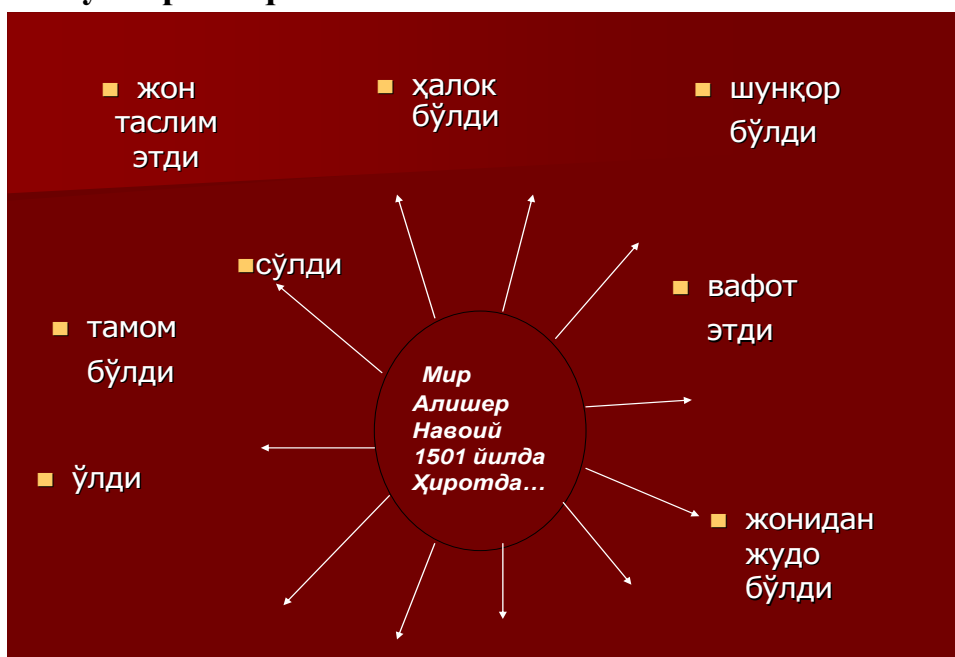 ■ жон
таслим
этди
■ ҳалок
бўлди
■ шунқор
бўлди
■сўлди
■ вафот
этди
■ тамом
бўлди
Мир
Алишер
Навоий
1501 йилда
Ҳиротда…
■ ўлди
■ жонидан
жудо
бўлди